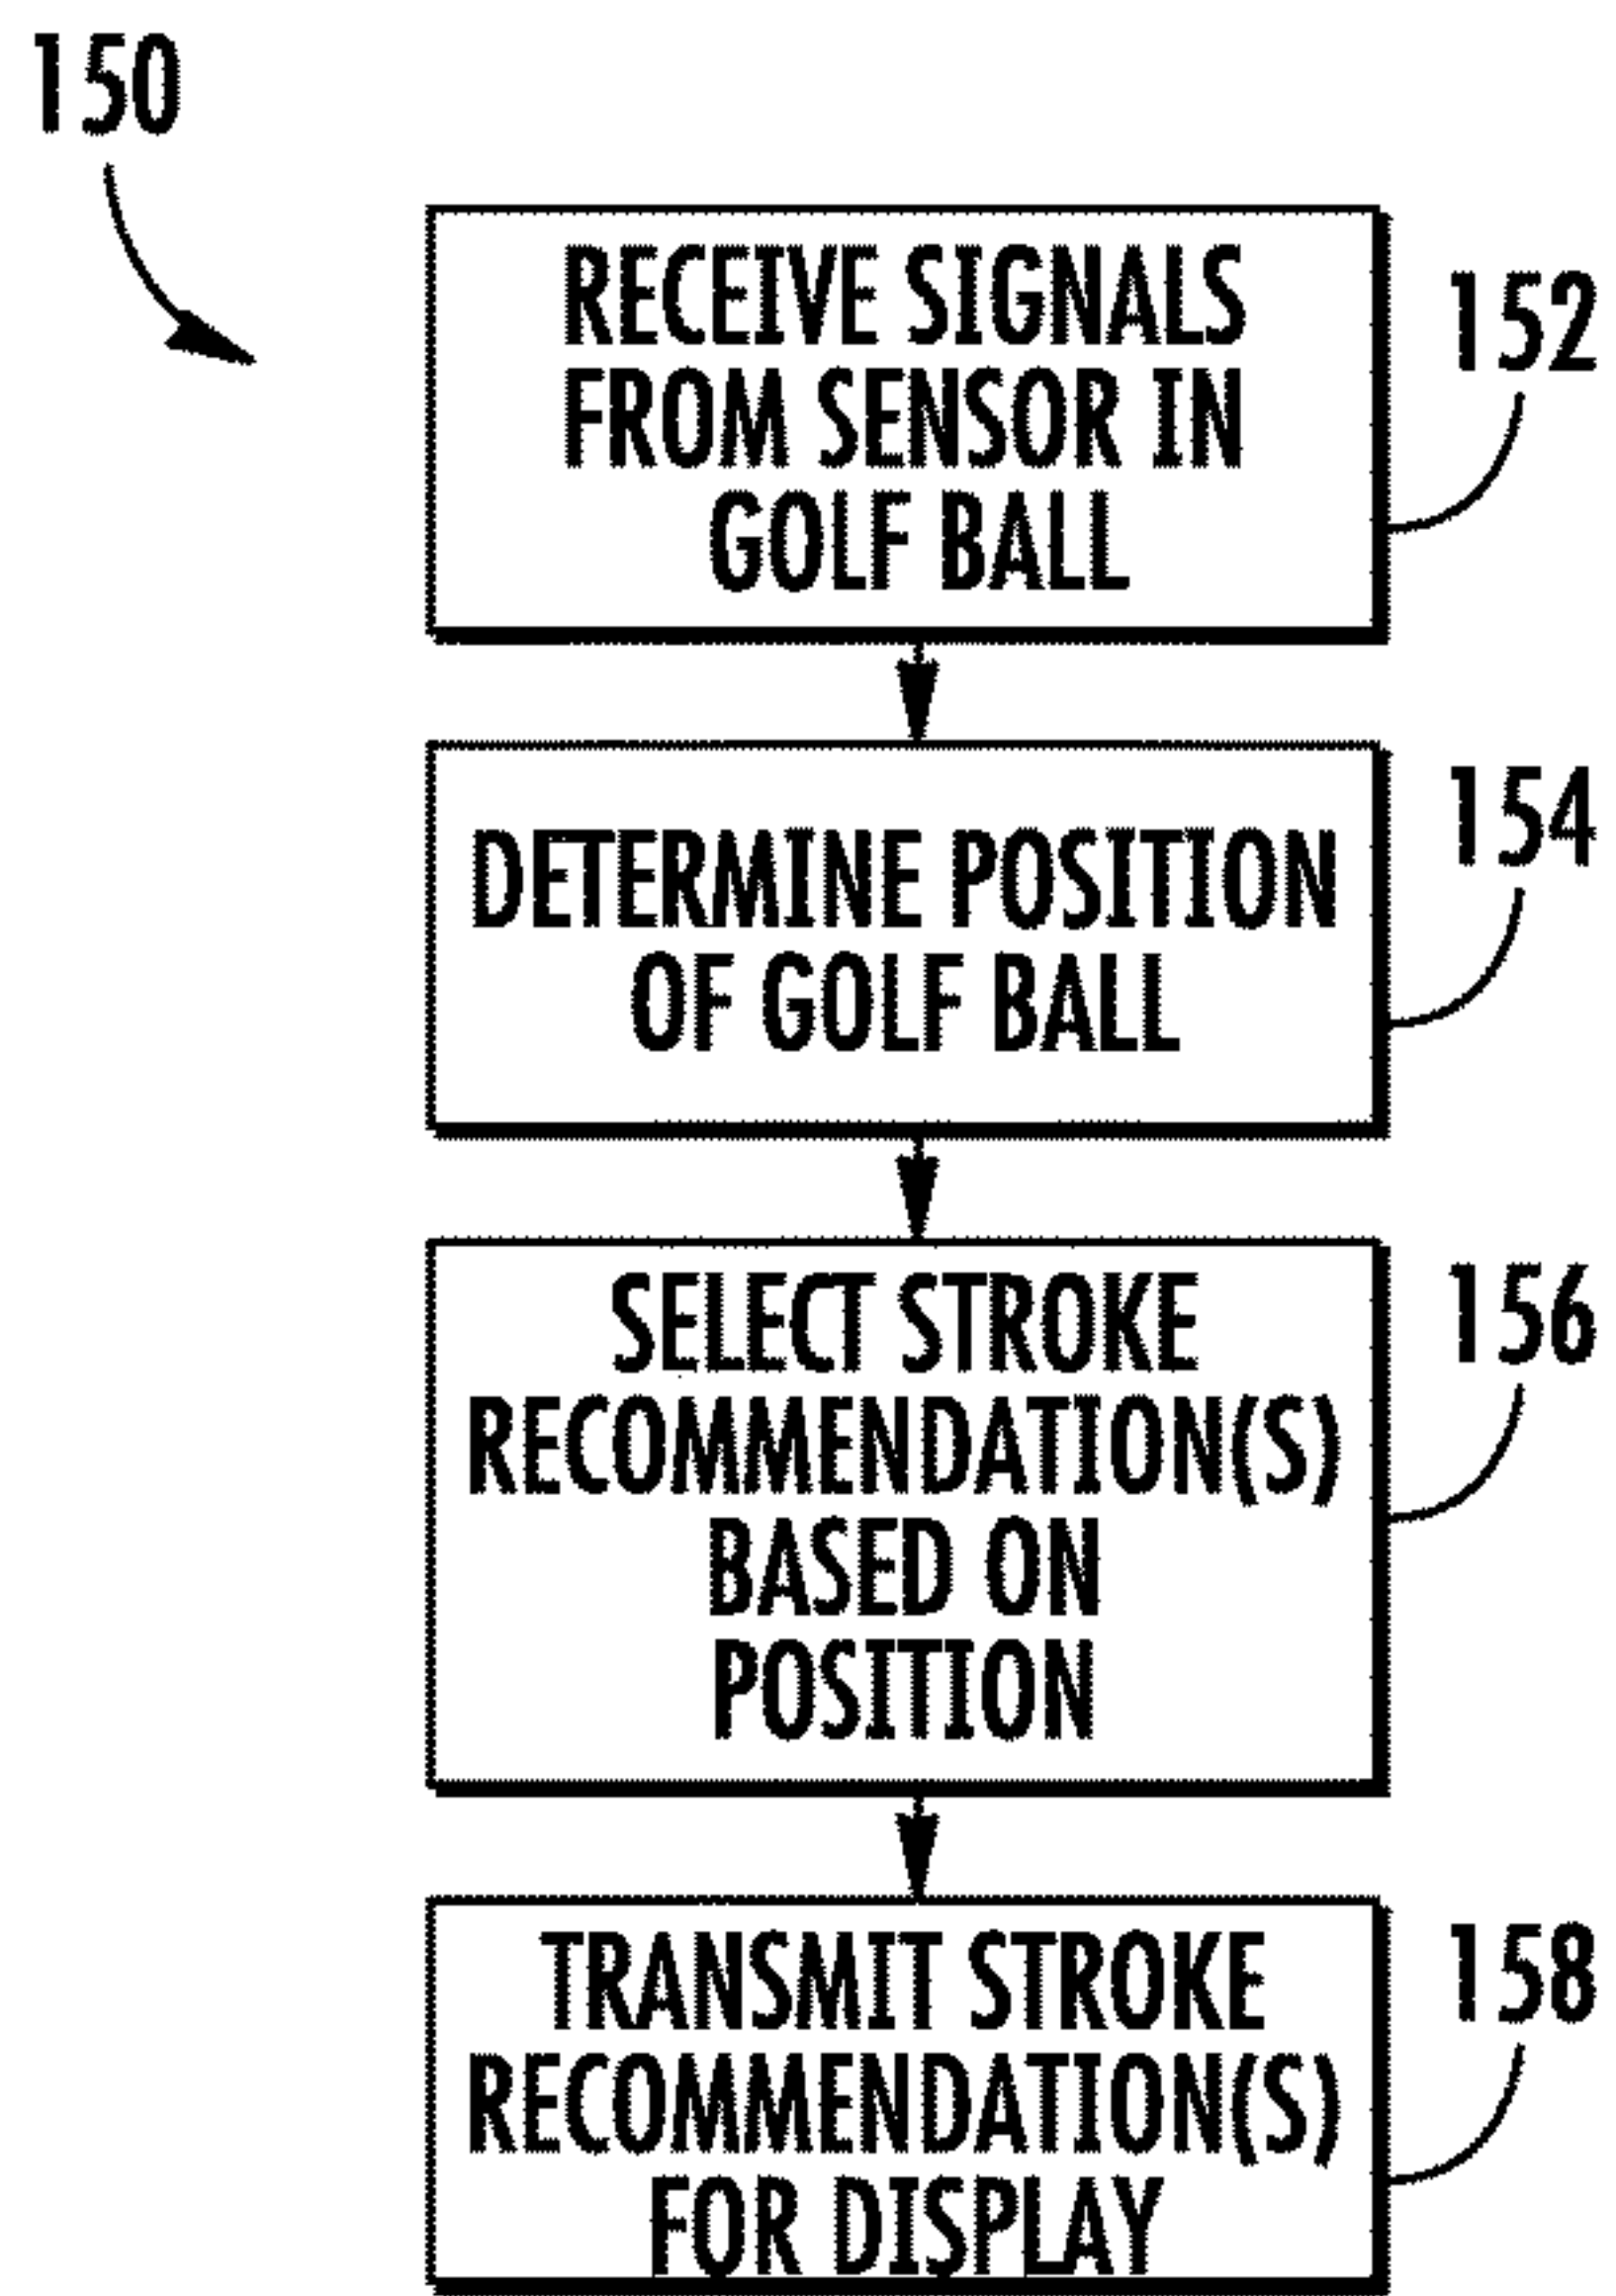 150
RECEIVE SIGNALS
FROM SENSOR IN
GOLF BALL
152
DETERMINE POSITION
OF GOLF BALL
154
SELECT STROKE
RECOMMENDATION(S)
BASED ON
POSITION
156
TRANSMIT STROKE
RECOMMENDATION(S)
FOR DISPLAY
158